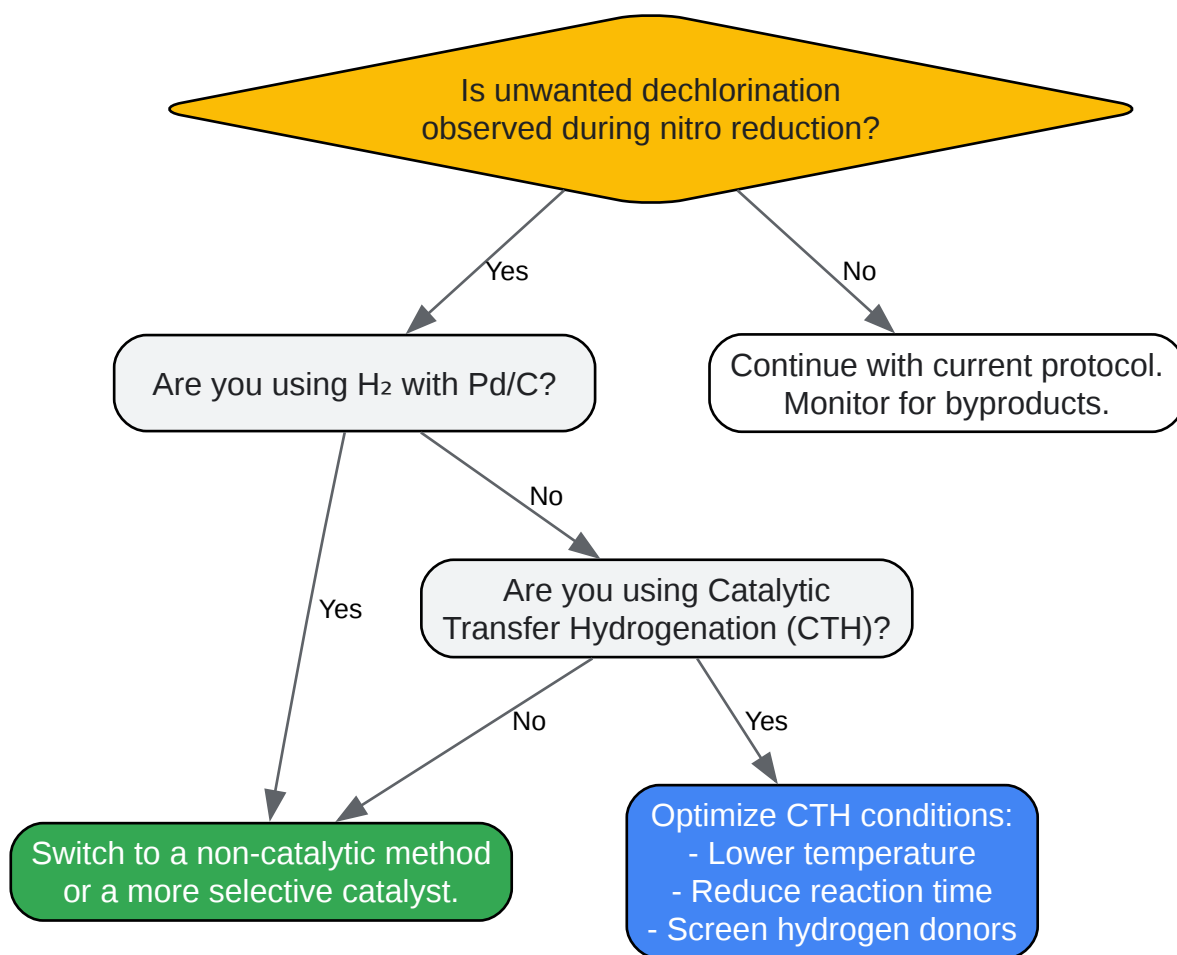 Is unwanted dechlorination
observed during nitro reduction?
Yes
No
Are you using H₂ with Pd/C?
Continue with current protocol.
Monitor for byproducts.
No
Yes
Are you using Catalytic
Transfer Hydrogenation (CTH)?
No
Yes
Switch to a non-catalytic method
or a more selective catalyst.
Optimize CTH conditions:
- Lower temperature
- Reduce reaction time
- Screen hydrogen donors